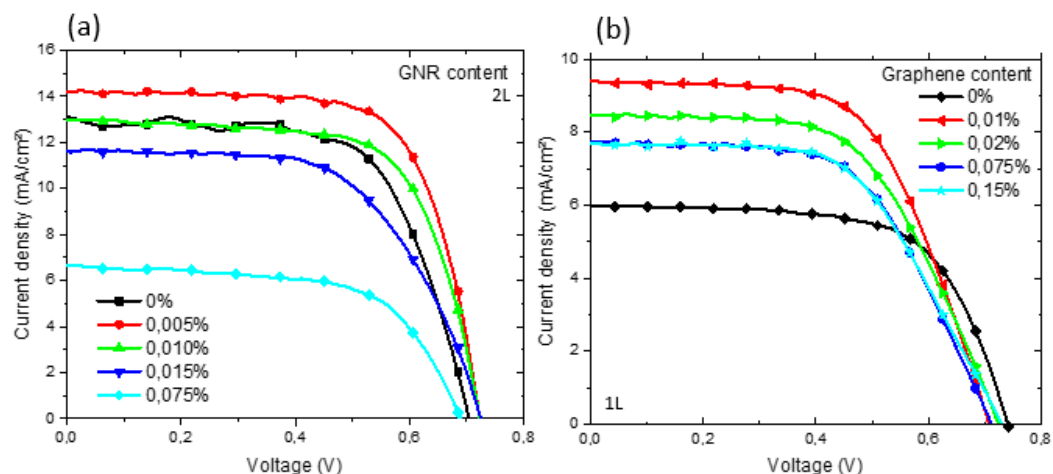 (a)
GNR content
2L
0%
0,005%
0,010%
0,015%
0,075%
16
14
12
10
8
6
4
2
0
0,0 0,2 0,4 0,6 0,8
Current density (mA/cm²)
Voltage (V)
(b)
Graphene content
0%
0,01%
0,02%
0,075%
0,15%
1L
10
8
6
4
2
0
0,0 0,2 0,4 0,6 0,8
Current density (mA/cm²)
Voltage (V)